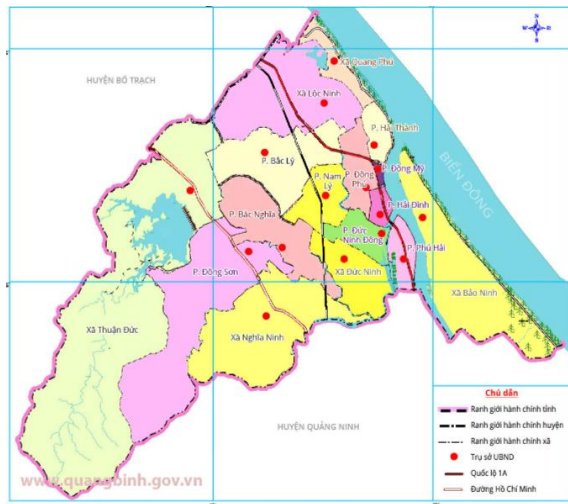 Xã Quang Phú
HUYỆN BỐ TRẠCH
Xã Lộc Ninh
P. Hải Thành
BIỂN ĐÔNG
P. Bắc Lý
P. Nam
Lý
P. Đồng
Phú
P. Đồng Mỹ
P. Bắc Nghĩa
P. Hải Đình
P. Đức
Ninh Đông
P. Phú Hải
P. Đồng Sơn
Xã Đức Ninh
Xã Bảo Ninh
Xã Thuận Đức
Xã Nghĩa Ninh
HUYỆN QUẢNG NINH
Chú dẫn
Ranh giới hành chính tỉnh
Ranh giới hành chính huyện
Ranh giới hành chính xã
Trụ sở UBND
Quốc lộ 1A
Đường Hồ Chí Minh
www.quangbinh.gov.vn